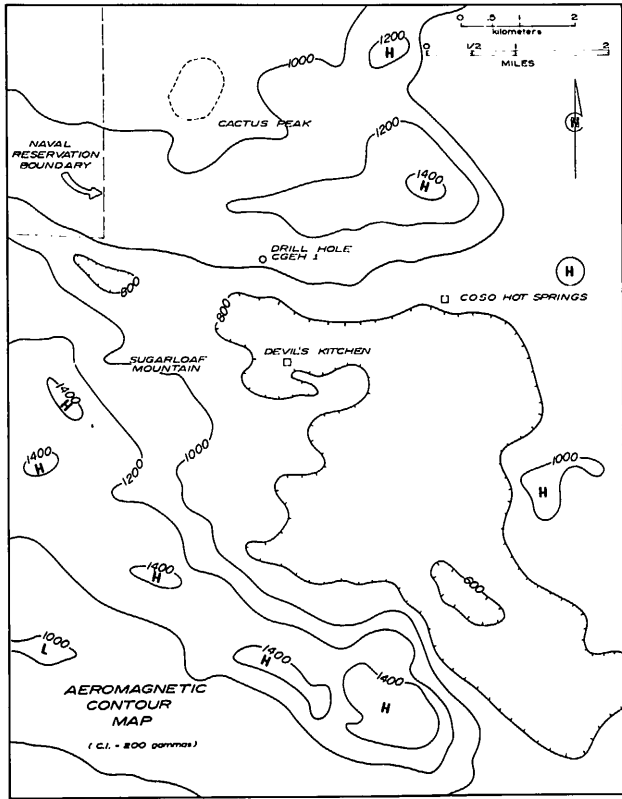 0 .5 1 2
kilometers
0 1/2 1 2
MILES
1200
H
1000
CACTUS PEAK
N
NAVAL
RESERVATION
BOUNDARY
1200
1400
H
DRILL HOLE
CGEH 1
800
H
COSO HOT SPRINGS
800
DEVIL'S KITCHEN
SUGARLOAF
MOUNTAIN
1400
H
1400
H
1000
1200
1000
H
1400
H
600
1000
L
1400
H
1400
H
AEROMAGNETIC
CONTOUR
MAP
( C.I. = 200 gammas)